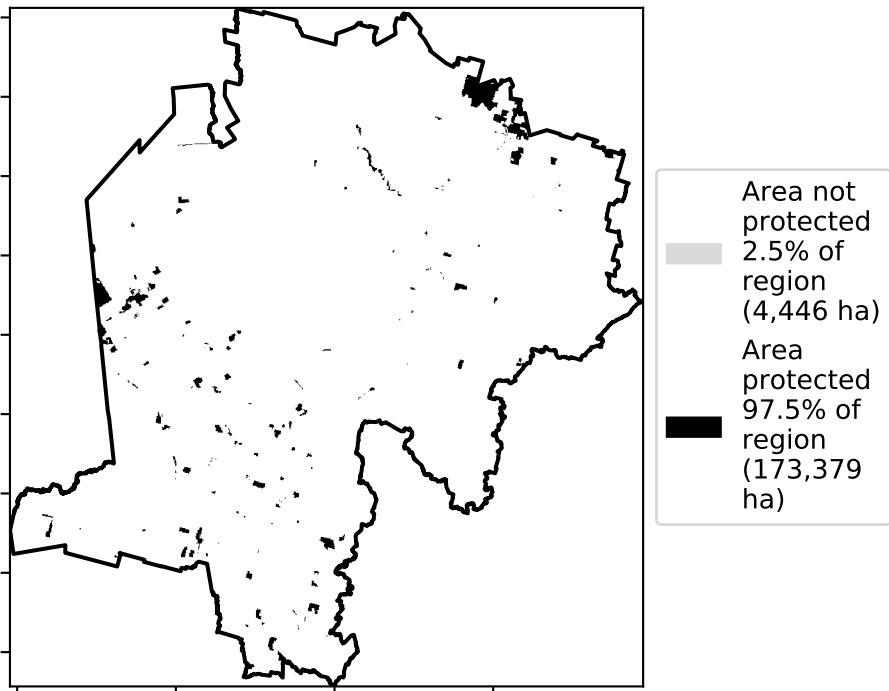 Area not
protected
2.5% of
region
(4,446 ha)
Area
protected
97.5% of
region
(173,379
ha)